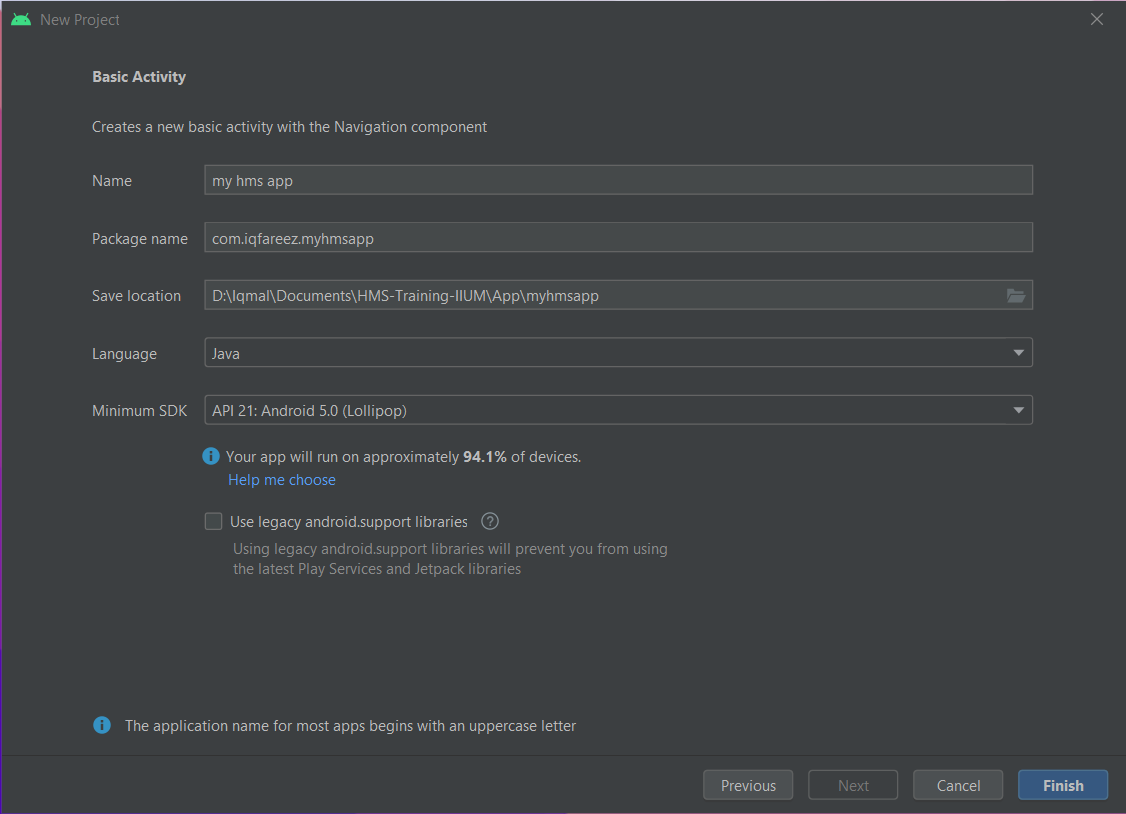 New Project
Basic Activity
Creates a new basic activity with the Navigation component
Name
my hms app
Package name
com.iqfareez.myhmsapp
Save location
D:\Iqmal\Documents\HMS-Training-IIUM\App\myhmsapp
Language
Java
Minimum SDK
API 21: Android 5.0 (Lollipop)
Your app will run on approximately 94.1% of devices.
Help me choose
Use legacy android.support libraries
Using legacy android.support libraries will prevent you from using
the latest Play Services and Jetpack libraries
The application name for most apps begins with an uppercase letter
Previous
Next
Cancel
Finish